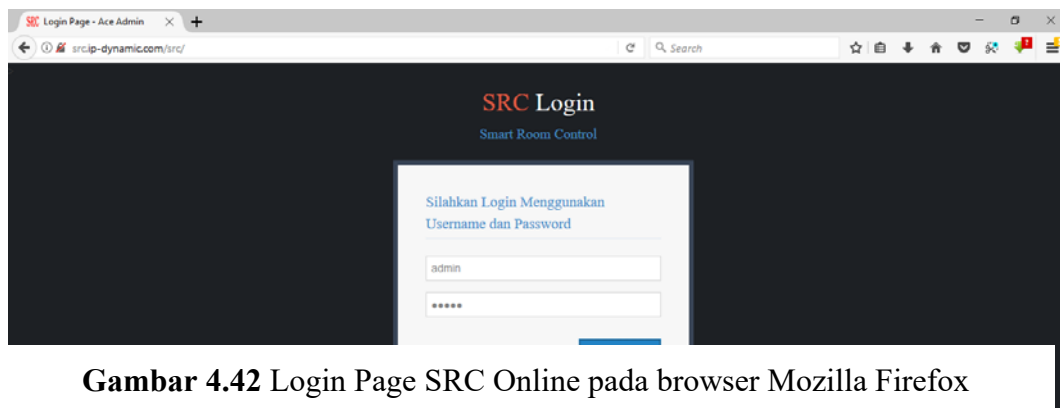 SRC Login Page - Ace Admin
src.ip-dynamic.com/src/
Search
SRC Login
Smart Room Control
Silahkan Login Menggunakan
Username dan Password
admin
•••••
Gambar 4.42 Login Page SRC Online pada browser Mozilla Firefox